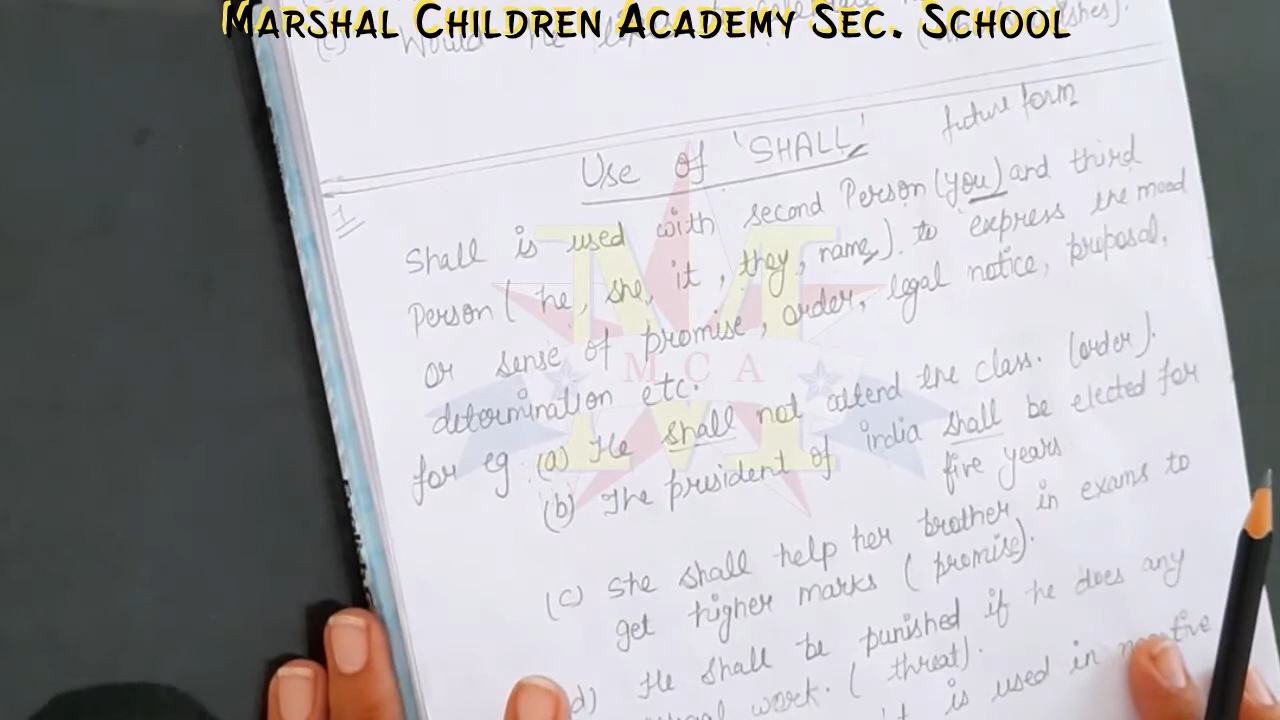 MARSHAL CHILDREN ACADEMY SEC. SCHOOL
(c) Would he
Use of 'SHALL' future form
1
Shall is used with second Person (you) and third
Person ( he, she, it, they, name). to express the mood
or sense of promise, order, legal notice, proposal,
determination etc.
for eg. (a) He shall not attend the class. (order).
(b) The president of india shall be elected for
five years
(c) She shall help her brother in exams to
get higher marks ( promise).
d) He shall be punished if he does any
work. ( threat).
is used in
M C A